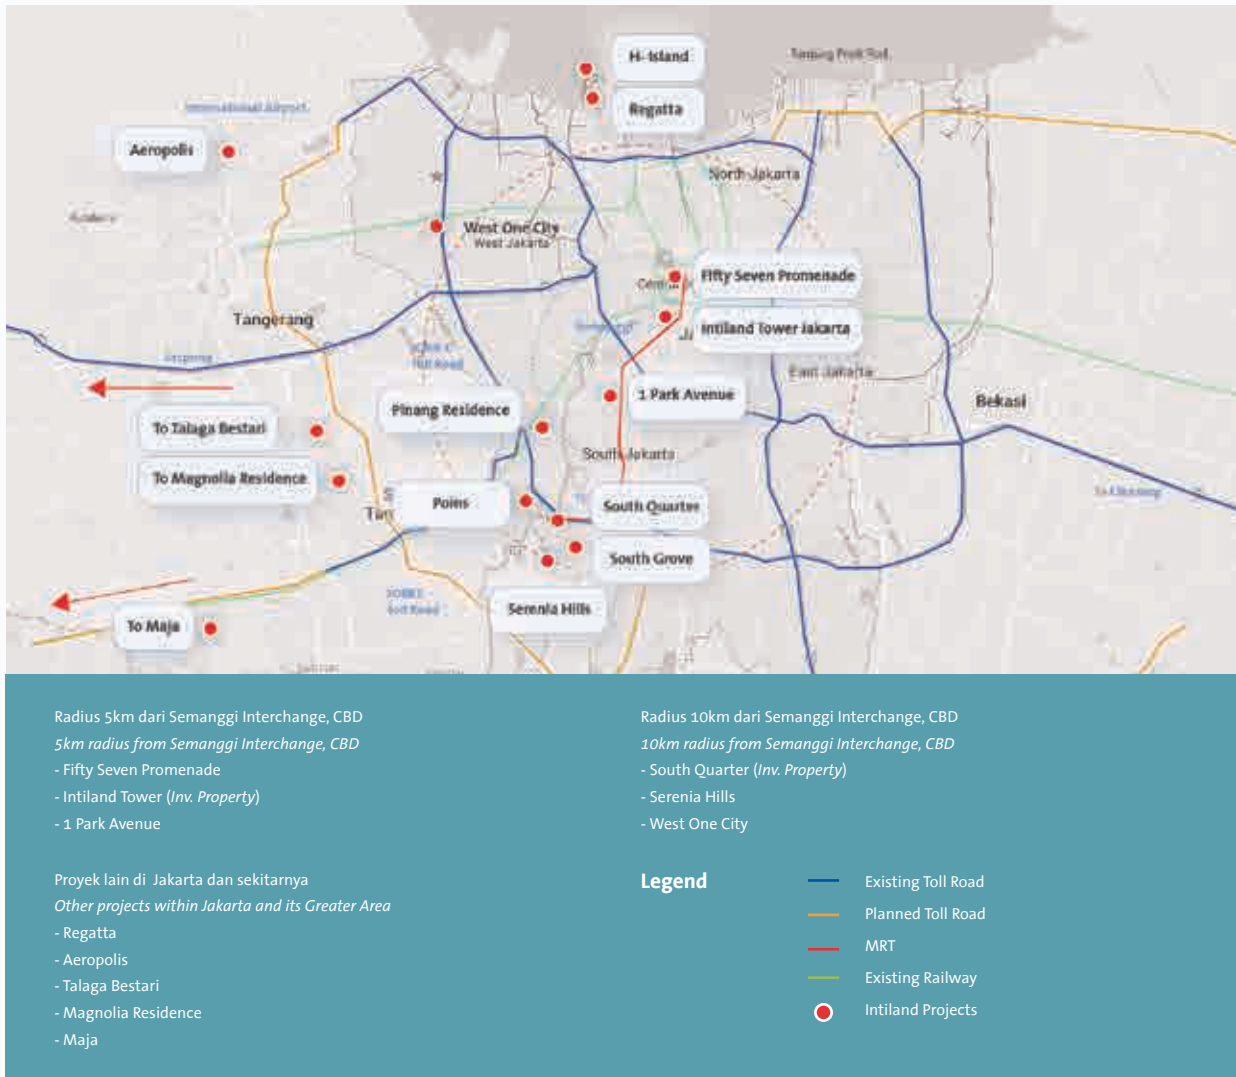 H- Island
Regatta
International Airport
Aeropolis
North Jakarta
West One City
West Jakarta
Fifty Seven Promenade
Intiland Tower Jakarta
Tangerang
East Jakarta
1 Park Avenue
Bekasi
Pinang Residence
To Talaga Bestari
South Jakarta
To Magnolia Residence
Poins
South Quarter
South Grove
Serenia Hills
To Maja
Radius 5km dari Semanggi Interchange, CBD
5km radius from Semanggi Interchange, CBD
- Fifty Seven Promenade
- Intiland Tower (Inv. Property)
- 1 Park Avenue
Radius 10km dari Semanggi Interchange, CBD
10km radius from Semanggi Interchange, CBD
- South Quarter (Inv. Property)
- Serenia Hills
- West One City
Proyek lain di Jakarta dan sekitarnya
Other projects within Jakarta and its Greater Area
- Regatta
- Aeropolis
- Talaga Bestari
- Magnolia Residence
- Maja
Legend
Existing Toll Road
Planned Toll Road
MRT
Existing Railway
Intiland Projects